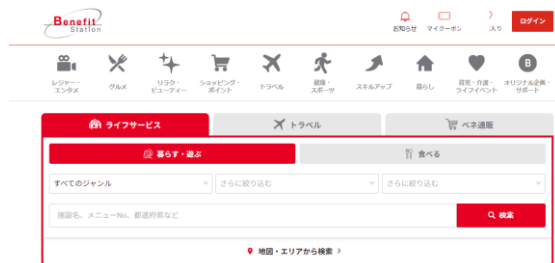 Benefit
Station
お知らせ
マイクーポン
入り
ログイン
レジャー・
エンタメ
グルメ
リラク・
ビューティー
ショッピング・
ポイント
トラベル
健康・
スポーツ
スキルアップ
暮らし
育児・介護・
ライフイベント
B
オリジナル企画・
サポート
ライフサービス
トラベル
ベネ通販
暮らす・遊ぶ
食べる
すべてのジャンル
さらに絞り込む
さらに絞り込む
施設名、メニューNo、都道府県など
検索
地図・エリアから検索 >